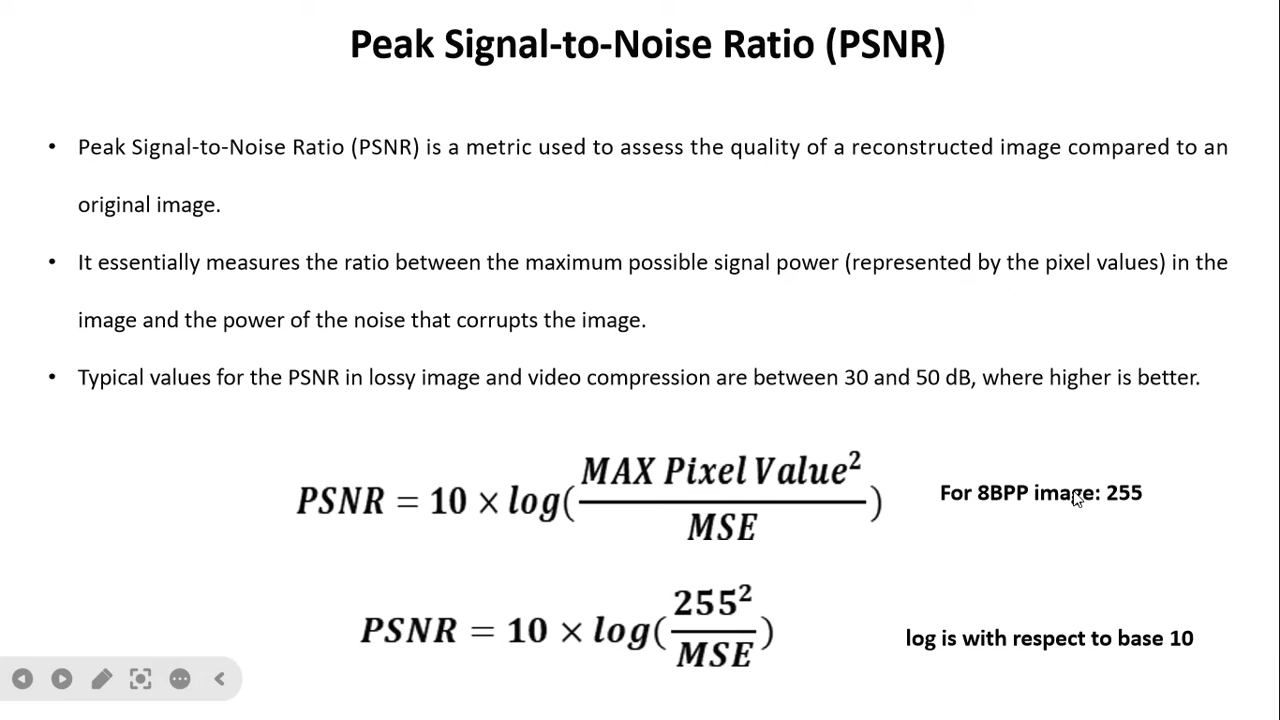 Peak Signal-to-Noise Ratio (PSNR)
• Peak Signal-to-Noise Ratio (PSNR) is a metric used to assess the quality of a reconstructed image compared to an
original image.
• It essentially measures the ratio between the maximum possible signal power (represented by the pixel values) in the
image and the power of the noise that corrupts the image.
• Typical values for the PSNR in lossy image and video compression are between 30 and 50 dB, where higher is better.
PSNR = 10 × log(MAX Pixel Value² / MSE)
For 8BPP image: 255
PSNR = 10 × log(255² / MSE)
log is with respect to base 10